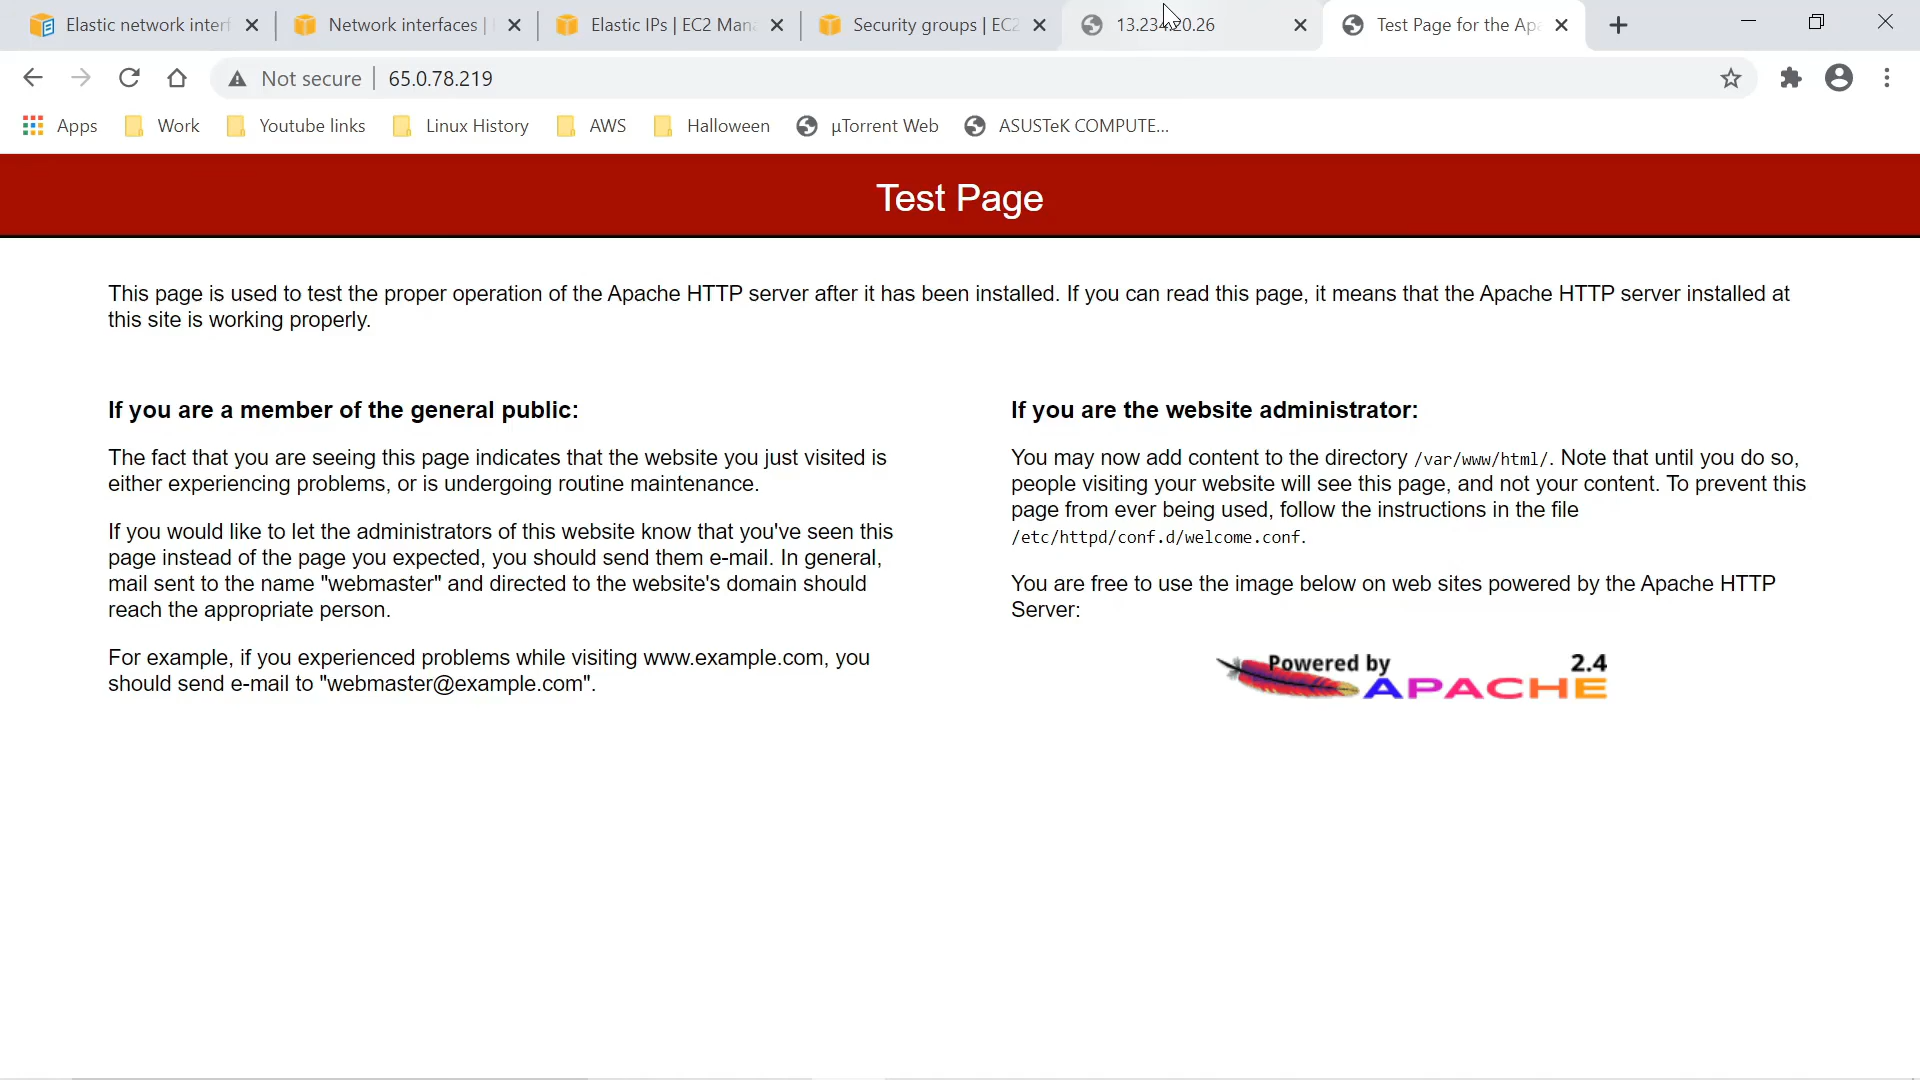 Elastic network interf
Network interfaces |
Elastic IPs | EC2 Mana
Security groups | EC2
13.234.20.26
Test Page for the Apa
Not secure
65.0.78.219
Apps
Work
Youtube links
Linux History
AWS
Halloween
µTorrent Web
ASUSTeK COMPUTE...
Test Page
This page is used to test the proper operation of the Apache HTTP server after it has been installed. If you can read this page, it means that the Apache HTTP server installed at
this site is working properly.
If you are a member of the general public:
The fact that you are seeing this page indicates that the website you just visited is
either experiencing problems, or is undergoing routine maintenance.
If you would like to let the administrators of this website know that you've seen this
page instead of the page you expected, you should send them e-mail. In general,
mail sent to the name "webmaster" and directed to the website's domain should
reach the appropriate person.
For example, if you experienced problems while visiting www.example.com, you
should send e-mail to "webmaster@example.com".
If you are the website administrator:
You may now add content to the directory /var/www/html/. Note that until you do so,
people visiting your website will see this page, and not your content. To prevent this
page from ever being used, follow the instructions in the file
/etc/httpd/conf.d/welcome.conf.
You are free to use the image below on web sites powered by the Apache HTTP
Server:
Powered by 2.4
APACHE